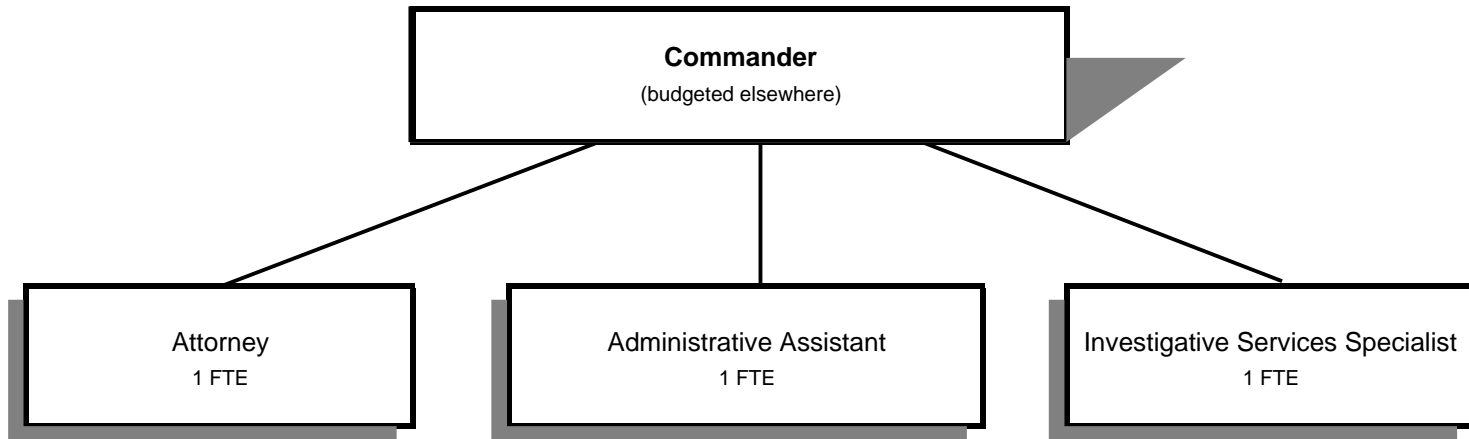 Commander
(budgeted elsewhere)
Attorney
1 FTE
Administrative Assistant
1 FTE
Investigative Services Specialist
1 FTE